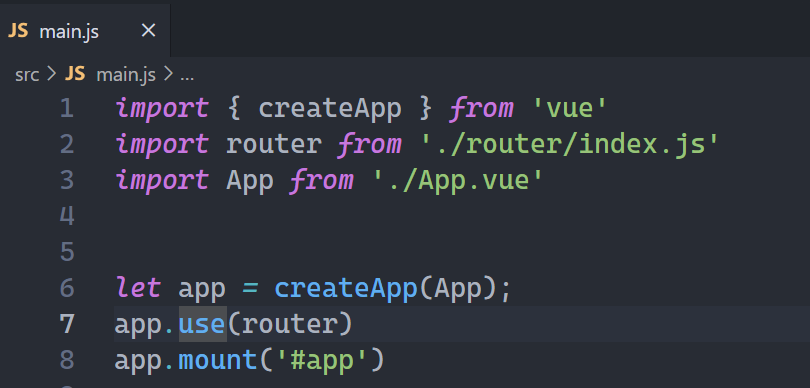 JS main.js ×
src > JS main.js > ...
1 import { createApp } from 'vue'
2 import router from './router/index.js'
3 import App from './App.vue'
4
5
6 let app = createApp(App);
7 app.use(router)
8 app.mount('#app')